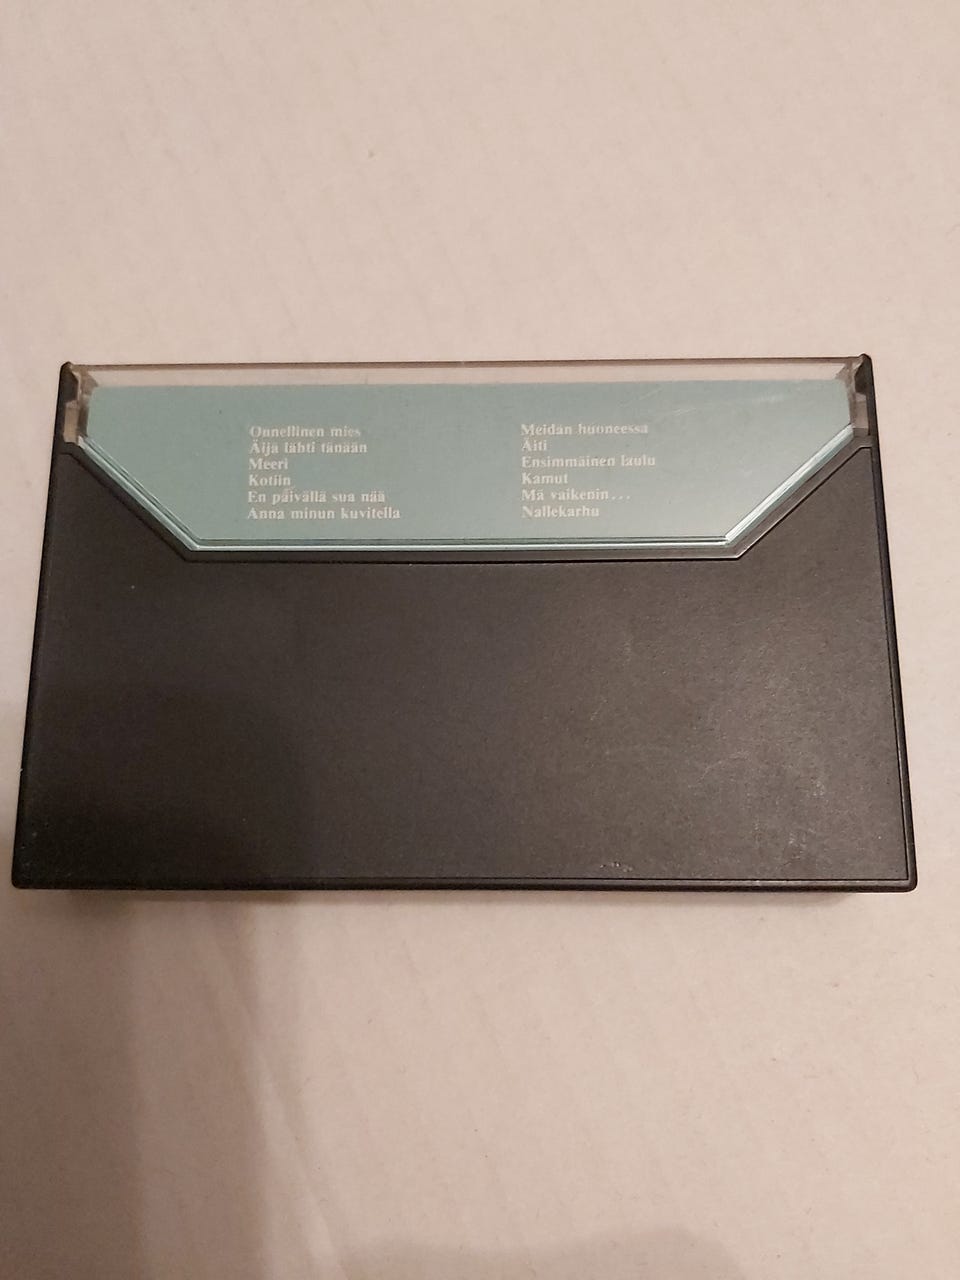 Onnellinen mies
Äijä lähti tänään
Meeri
Kotiin
En päivällä sua nää
Anna minun kuvitella
Meidän huoneessa
Äiti
Ensimmäinen laulu
Kamut
Mä vaikenin...
Nallekarhu